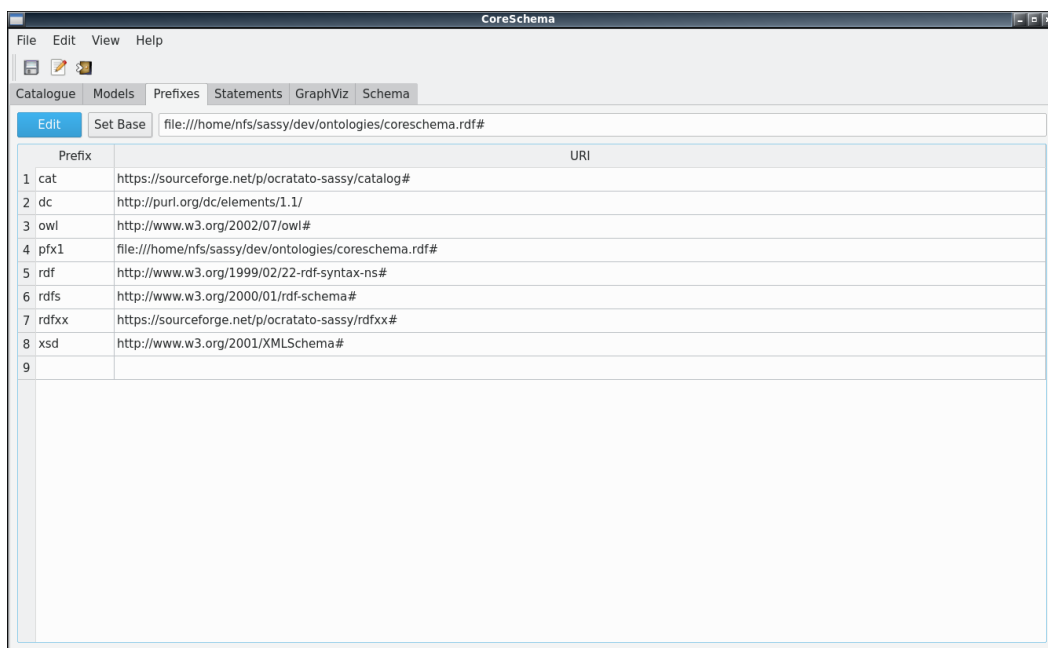 CoreSchema
File Edit View Help
Catalogue Models Prefixes Statements GraphViz Schema
Edit Set Base file:///home/nfs/sassy/dev/ontologies/coreschema.rdf#
Prefix URI
1 cat https://sourceforge.net/p/ocratato-sassy/catalog#
2 dc http://purl.org/dc/elements/1.1/
3 owl http://www.w3.org/2002/07/owl#
4 pfx1 file:///home/nfs/sassy/dev/ontologies/coreschema.rdf#
5 rdf http://www.w3.org/1999/02/22-rdf-syntax-ns#
6 rdfs http://www.w3.org/2000/01/rdf-schema#
7 rdfxx https://sourceforge.net/p/ocratato-sassy/rdfxx#
8 xsd http://www.w3.org/2001/XMLSchema#
9